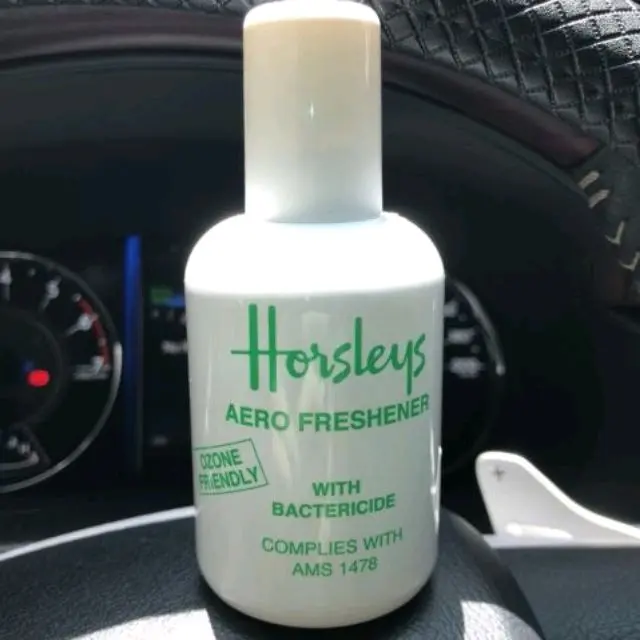 Horsleys
AERO FRESHENER
OZONE
FRiENDLY
WITH
BACTERICIDE
COMPLIES WITH
AMS 1478